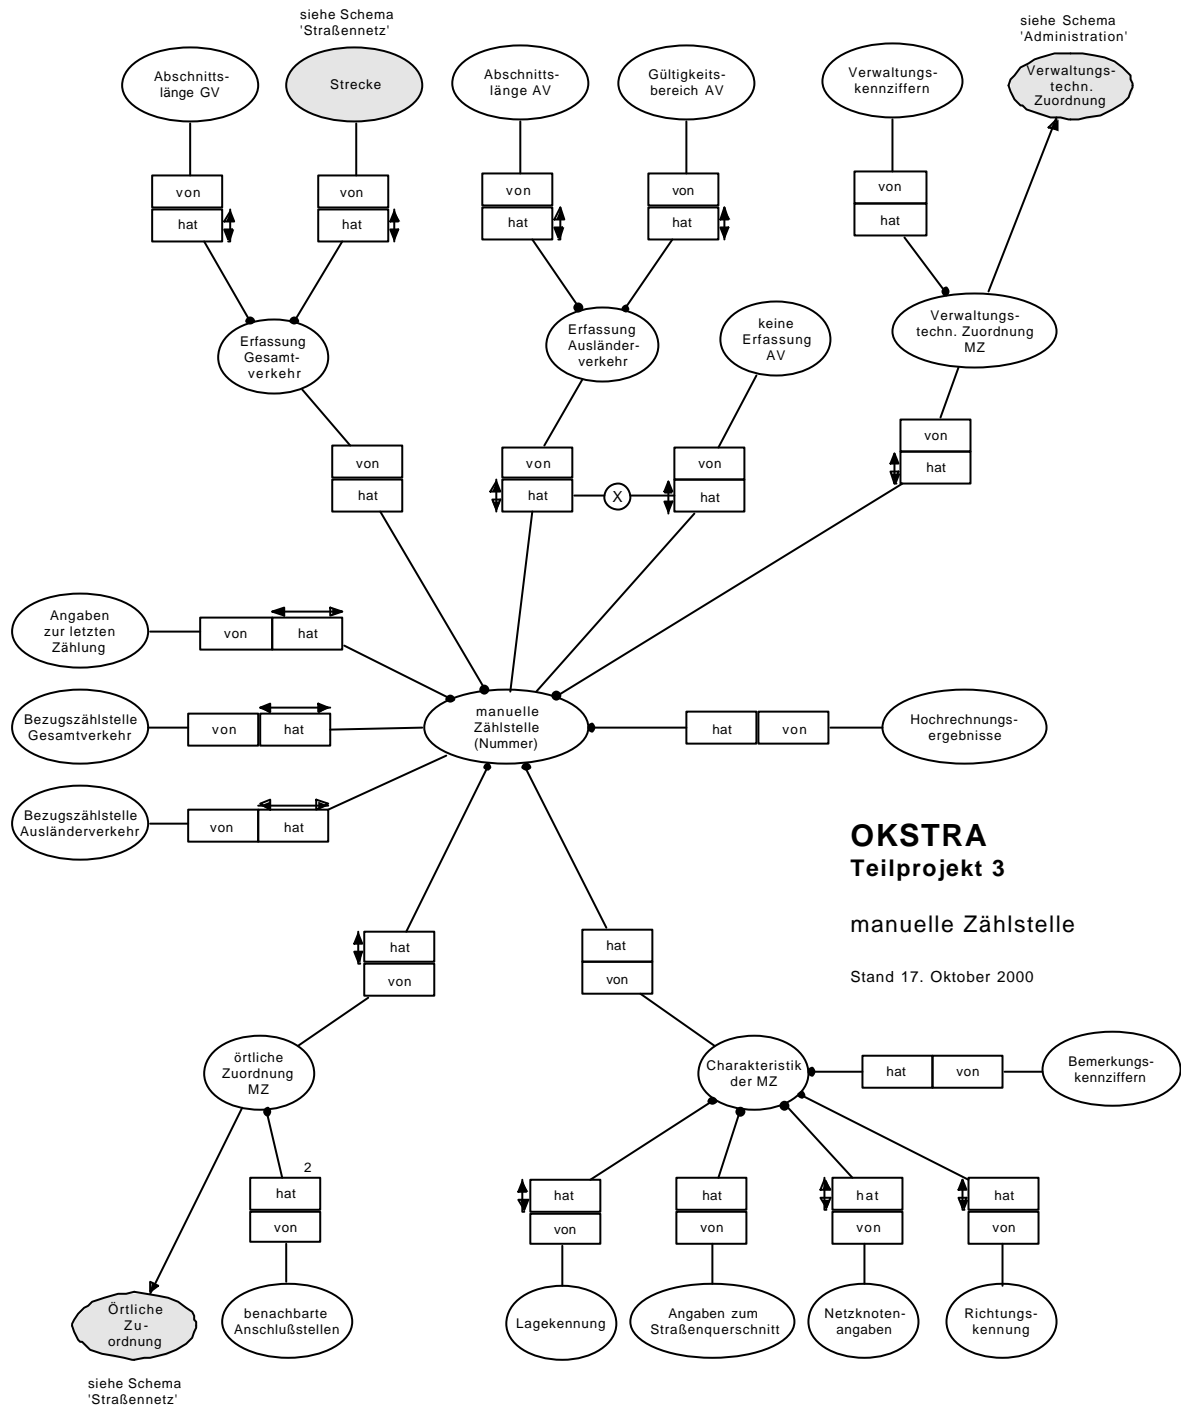 siehe Schema
'Straßennetz'
siehe Schema
'Administration'
Abschnitts-
länge GV
Strecke
Abschnitts-
länge AV
Gültigkeits-
bereich AV
Verwaltungs-
kennziffern
Verwaltungs-
techn.
Zuordnung
von
hat
von
hat
von
hat
von
hat
von
hat
Erfassung
Gesamt-
verkehr
Erfassung
Ausländer-
verkehr
keine
Erfassung
AV
Verwaltungs-
techn. Zuordnung
MZ
von
hat
von
hat
X
von
hat
von
hat
Angaben
zur letzten
Zählung
von hat
Bezugszählstelle
Gesamtverkehr
von hat
manuelle
Zählstelle
(Nummer)
hat von
Hochrechnungs-
ergebnisse
Bezugszählstelle
Ausländerverkehr
von hat
OKSTRA
Teilprojekt 3
manuelle Zählstelle
Stand 17. Oktober 2000
hat
von
hat
von
örtliche
Zuordnung
MZ
Charakteristik
der MZ
hat von
Bemerkungs-
kennziffern
2
hat
von
hat
von
hat
von
hat
von
hat
von
Örtliche
Zu-
ordnung
benachbarte
Anschlußstellen
Lagekennung
Angaben zum
Straßenquerschnitt
Netzknoten-
angaben
Richtungs-
kennung
siehe Schema
'Straßennetz'